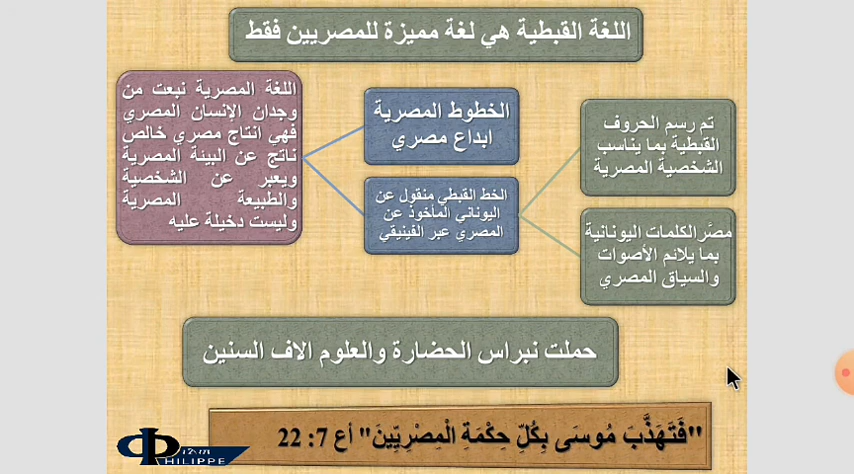 اللغة القبطية هي لغة مميزة للمصريين فقط
اللغة المصرية نبعت من
وجدان الإنسان المصري
فهي انتاج مصري خالص
ناتج عن البيئة المصرية
ويعبر عن الشخصية
والطبيعة المصرية
وليست دخيلة عليه
الخطوط المصرية
ابداع مصري
الخط القبطي منقول عن
اليوناني المأخوذ عن
المصري عبر الفينيقي
تم رسم الحروف
القبطية بما يناسب
الشخصية المصرية
مصَّر الكلمات اليونانية
بما يلائم الأصوات
والسياق المصري
حملت نبراس الحضارة والعلوم الاف السنين
"فَتَهَذَّبَ مُوسَى بِكُلِّ حِكْمَةِ الْمِصْرِيِّينَ" أع 7: 22
PHILIPPE